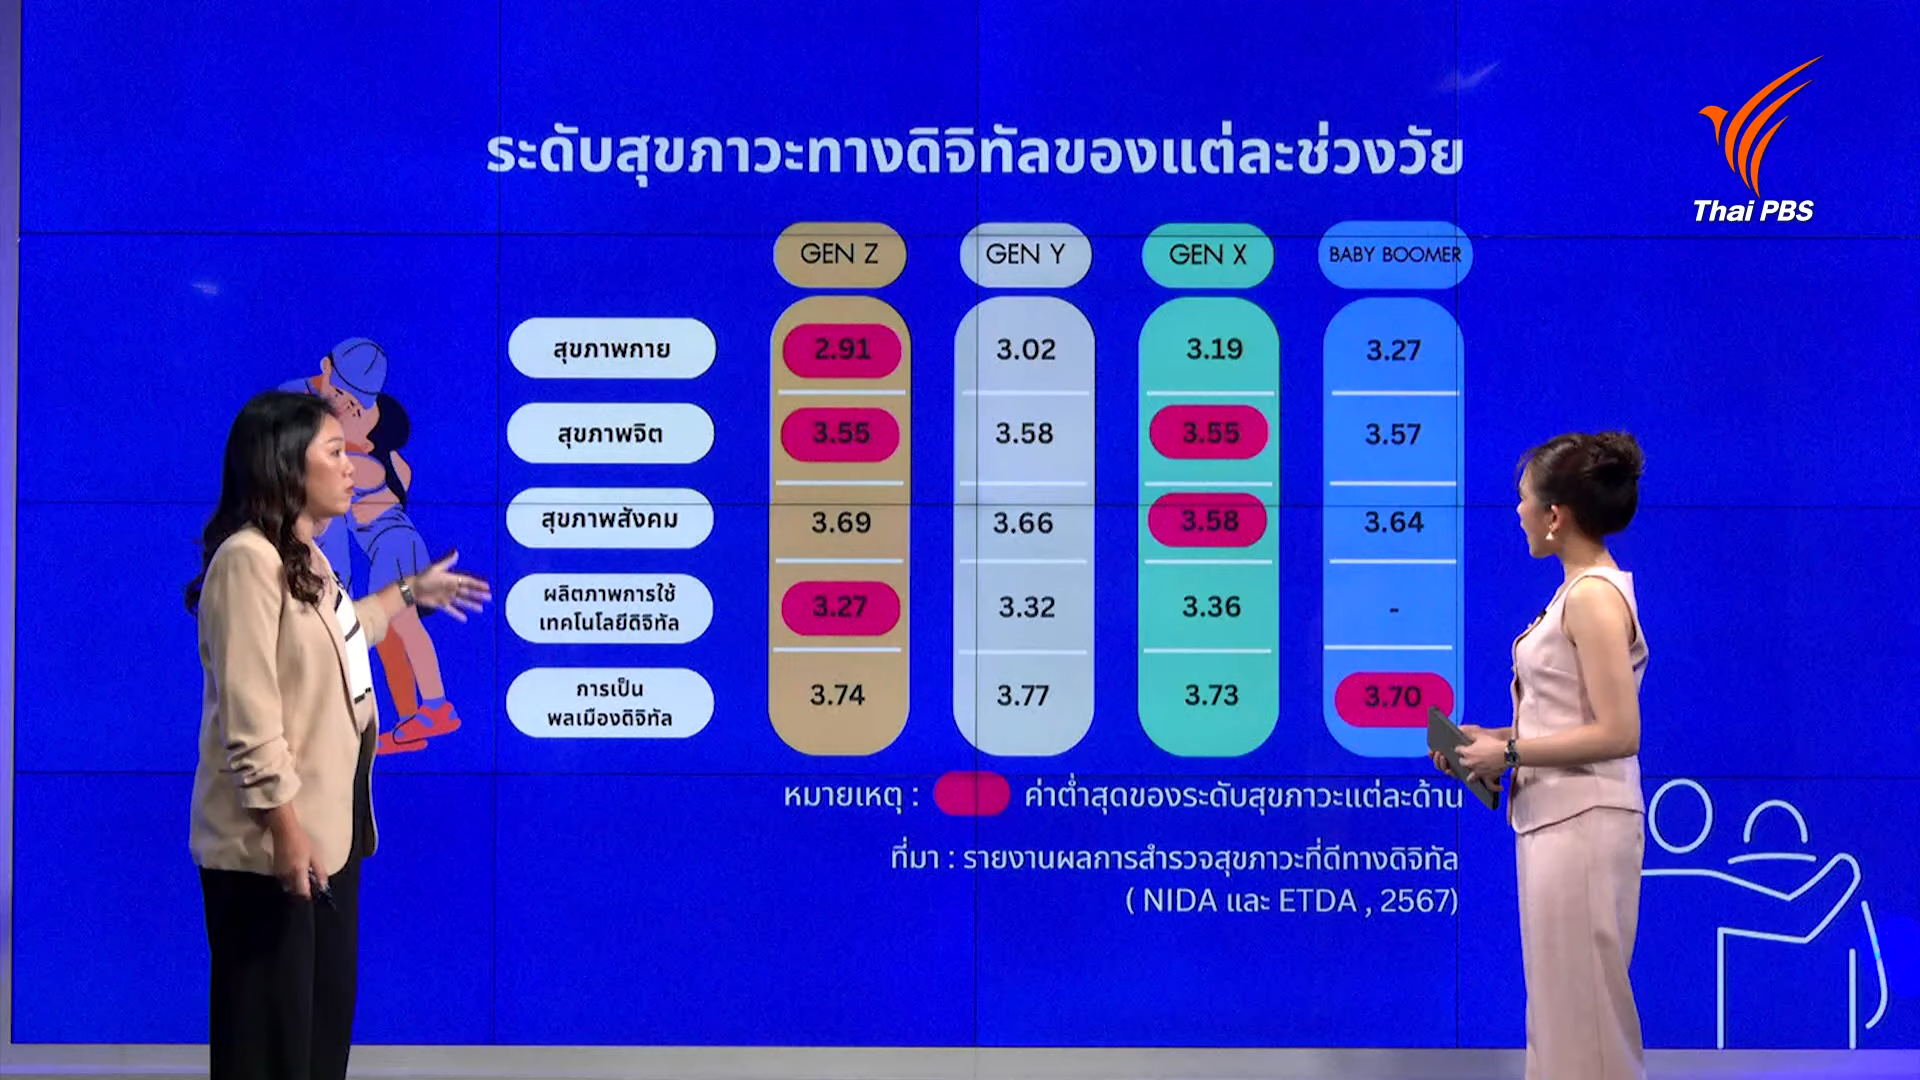 Thai PBS
ระดับสุขภาวะทางดิจิทัลของแต่ละช่วงวัย
GEN Z GEN Y GEN X BABY BOOMER
สุขภาพกาย 2.91 3.02 3.19 3.27
สุขภาพจิต 3.55 3.58 3.55 3.57
สุขภาพสังคม 3.69 3.66 3.58 3.64
ผลิตภาพการใช้
เทคโนโลยีดิจิทัล 3.27 3.32 3.36 -
การเป็น
พลเมืองดิจิทัล 3.74 3.77 3.73 3.70
หมายเหตุ : ค่าต่ำสุดของระดับสุขภาวะแต่ละด้าน
ที่มา : รายงานผลการสำรวจสุขภาวะที่ดีทางดิจิทัล
( NIDA และ ETDA , 2567)